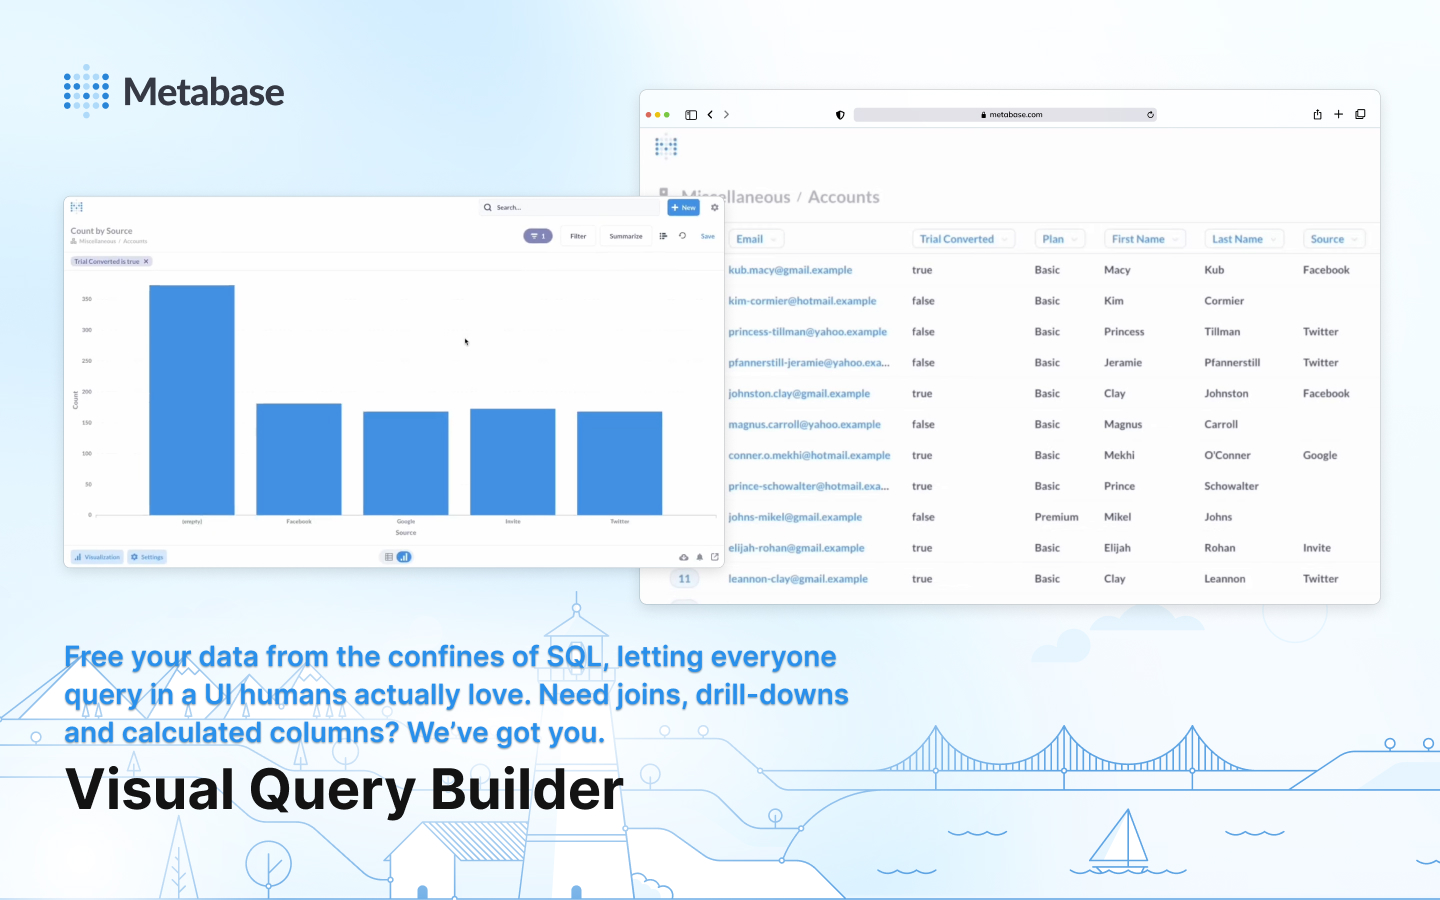 Metabase
metabase.com
Miscellaneous / Accounts
Email Trial Converted Plan First Name Last Name Source
kub.macy@gmail.example true Basic Macy Kub Facebook
kim-cormier@hotmail.example false Basic Kim Cormier
princess-tillman@yahoo.example false Basic Princess Tillman Twitter
pfannerstill-jeramie@yahoo.exa... false Basic Jeramie Pfannerstill Twitter
johnston.clay@gmail.example true Basic Clay Johnston Facebook
magnus.carroll@yahoo.example false Basic Magnus Carroll
conner.o.mekhi@hotmail.example true Basic Mekhi O'Conner Google
prince-schowalter@hotmail.exa... true Basic Prince Schowalter
johns-mikel@gmail.example false Premium Mikel Johns
elijah-rohan@gmail.example true Basic Elijah Rohan Invite
11 leannon-clay@gmail.example true Basic Clay Leannon Twitter
Search...
+ New
Count by Source
Miscellaneous / Accounts
1 Filter Summarize Save
Trial Converted is true ×
350
300
250
200
150
100
50
0
Count
(empty) Facebook Google Invite Twitter
Source
Visualization Settings
Free your data from the confines of SQL, letting everyone
query in a UI humans actually love. Need joins, drill-downs
and calculated columns? We've got you.
Visual Query Builder